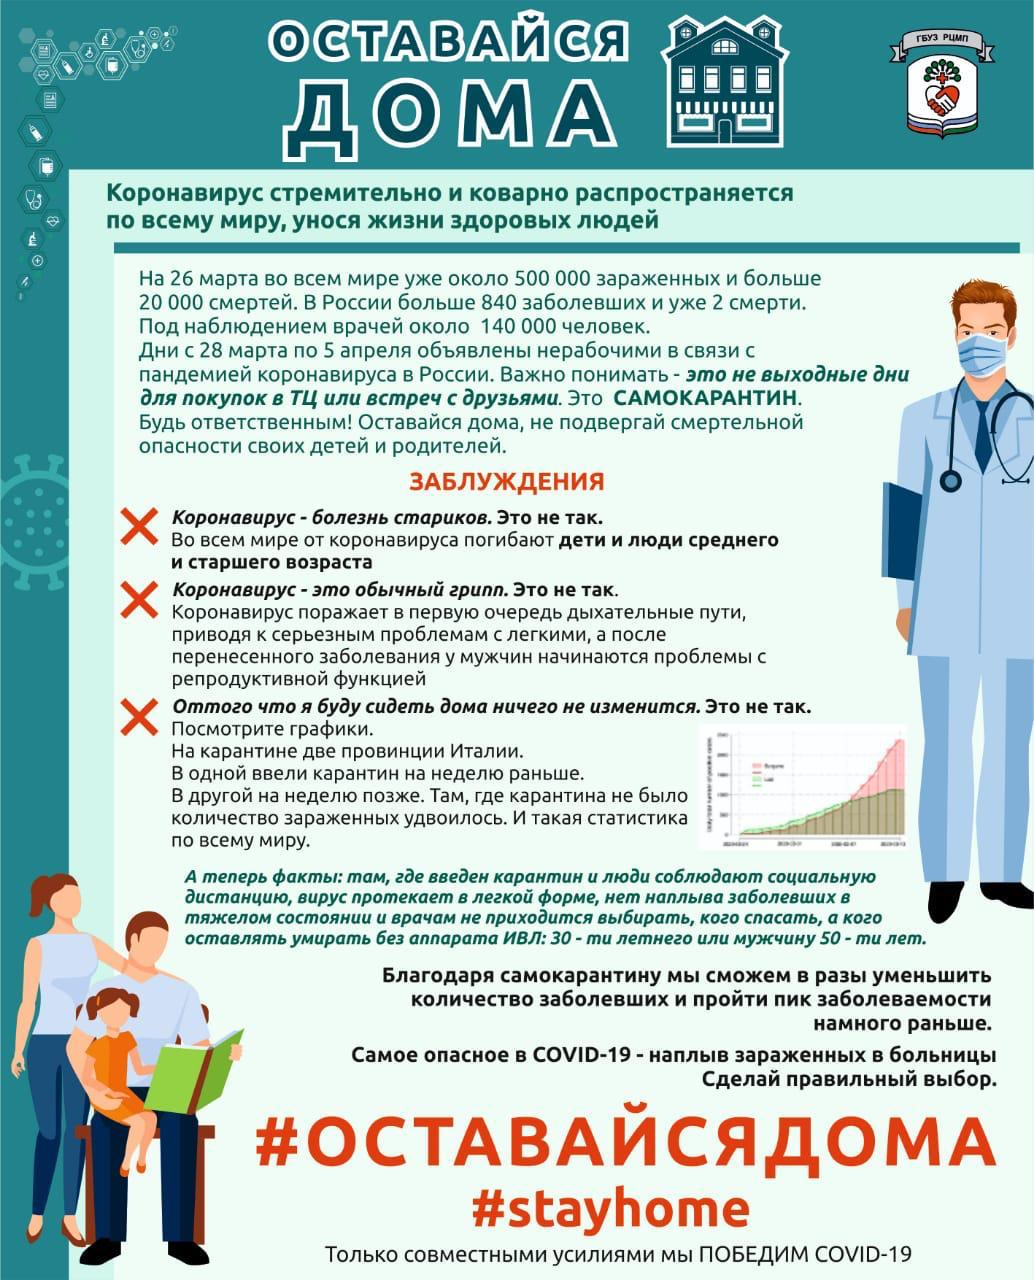 ОСТАВАЙСЯ
ДОМА
ГБУЗ РЦМП
Коронавирус стремительно и коварно распространяется
по всему миру, унося жизни здоровых людей
На 26 марта во всем мире уже около 500 000 зараженных и больше
20 000 смертей. В России больше 840 заболевших и уже 2 смерти.
Под наблюдением врачей около 140 000 человек.
Дни с 28 марта по 5 апреля объявлены нерабочими в связи с
пандемией коронавируса в России. Важно понимать - это не выходные дни
для покупок в ТЦ или встреч с друзьями. Это САМОКАРАНТИН.
Будь ответственным! Оставайся дома, не подвергай смертельной
опасности своих детей и родителей.
ЗАБЛУЖДЕНИЯ
Коронавирус - болезнь стариков. Это не так.
Во всем мире от коронавируса погибают дети и люди среднего
и старшего возраста
Коронавирус - это обычный грипп. Это не так.
Коронавирус поражает в первую очередь дыхательные пути,
приводя к серьезным проблемам с легкими, а после
перенесенного заболевания у мужчин начинаются проблемы с
репродуктивной функцией
Оттого что я буду сидеть дома ничего не изменится. Это не так.
Посмотрите графики.
На карантине две провинции Италии.
В одной ввели карантин на неделю раньше.
В другой на неделю позже. Там, где карантина не было
количество зараженных удвоилось. И такая статистика
по всему миру.
А теперь факты: там, где введен карантин и люди соблюдают социальную
дистанцию, вирус протекает в легкой форме, нет наплыва заболевших в
тяжелом состоянии и врачам не приходится выбирать, кого спасать, а кого
оставлять умирать без аппарата ИВЛ: 30 - ти летнего или мужчину 50 - ти лет.
Благодаря самокарантину мы сможем в разы уменьшить
количество заболевших и пройти пик заболеваемости
намного раньше.
Самое опасное в COVID-19 - наплыв зараженных в больницы
Сделай правильный выбор.
#ОСТАВАЙСЯДОМА
#stayhome
Только совместными усилиями мы ПОБЕДИМ COVID-19